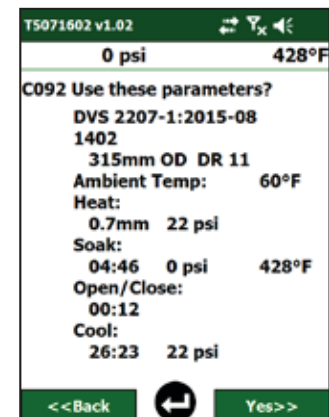 T5071602 v1.02
0 psi 428°F
C092 Use these parameters?
DVS 2207-1:2015-08
1402
315mm OD DR 11
Ambient Temp: 60°F
Heat:
0.7mm 22 psi
Soak:
04:46 0 psi 428°F
Open/Close:
00:12
Cool:
26:23 22 psi
<<Back Yes>>